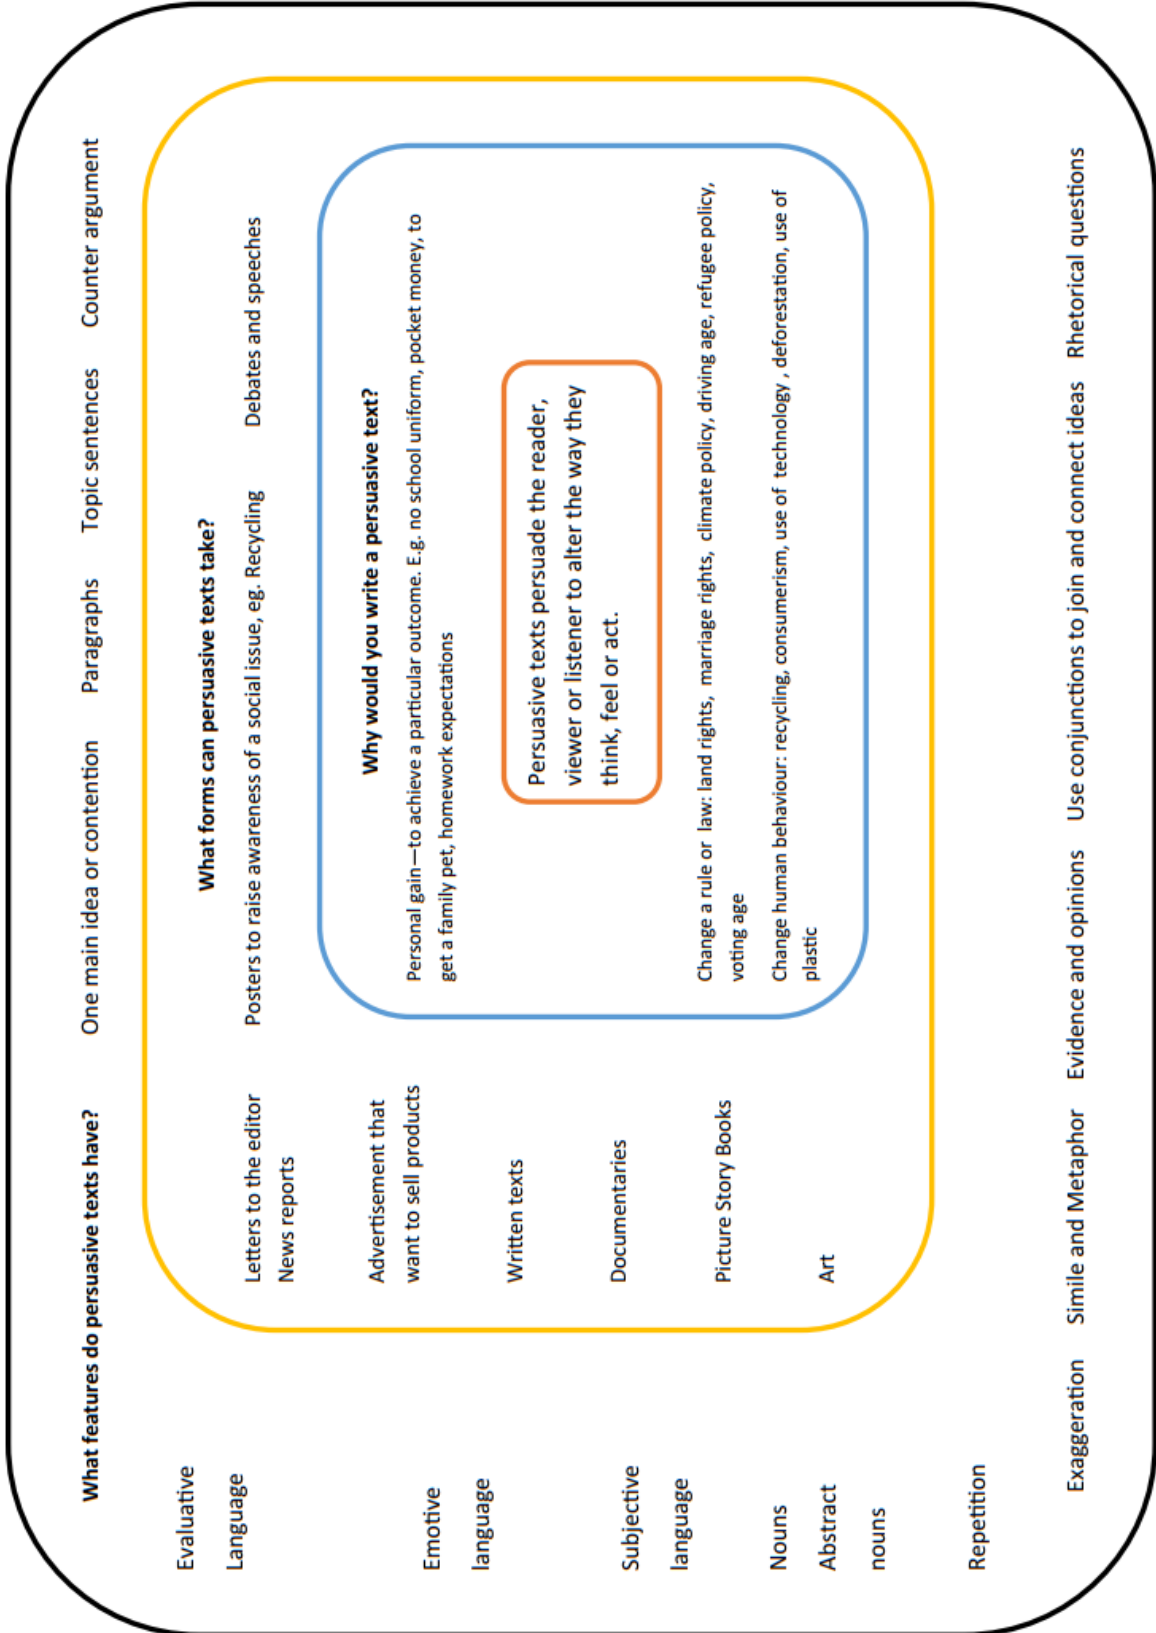 What features do persuasive texts have? One main idea or contention Paragraphs Topic sentences Counter argument
Evaluative
Language
Emotive
language
Subjective
language
Nouns
Abstract
nouns
Repetition
Exaggeration Simile and Metaphor Evidence and opinions Use conjunctions to join and connect ideas Rhetorical questions
What forms can persuasive texts take?
Letters to the editor Posters to raise awareness of a social issue, eg. Recycling Debates and speeches
News reports
Advertisement that
want to sell products
Written texts
Documentaries
Picture Story Books
Art
Why would you write a persuasive text?
Personal gain—to achieve a particular outcome. E.g. no school uniform, pocket money, to
get a family pet, homework expectations
Persuasive texts persuade the reader,
viewer or listener to alter the way they
think, feel or act.
Change a rule or law: land rights, marriage rights, climate policy, driving age, refugee policy,
voting age
Change human behaviour: recycling, consumerism, use of technology , deforestation, use of
plastic